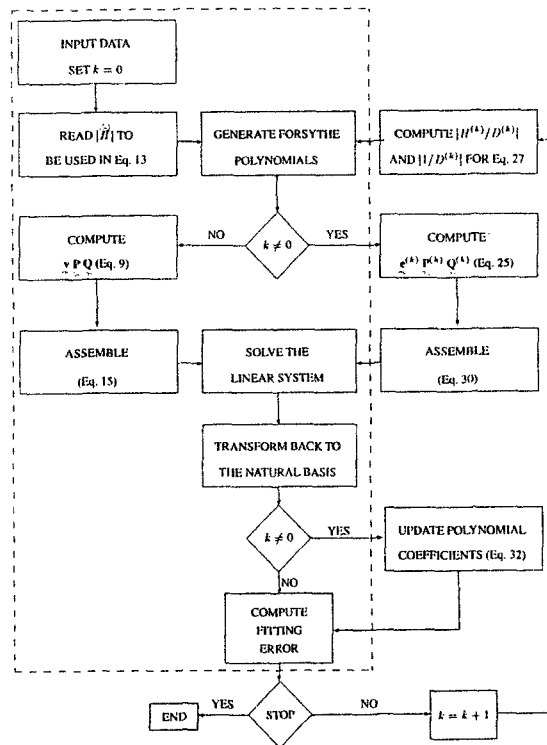 INPUT DATA
SET k = 0
READ |H̃| TO
BE USED IN Eq. 13
GENERATE FORSYTHE
POLYNOMIALS
COMPUTE |H^(k)/D^(k)|
AND |1/D^(k)| FOR Eq. 27
k ≠ 0
NO
YES
COMPUTE
v P Q (Eq. 9)
COMPUTE
e^(k) P^(k) Q^(k) (Eq. 25)
ASSEMBLE
(Eq. 15)
SOLVE THE
LINEAR SYSTEM
ASSEMBLE
(Eq. 30)
TRANSFORM BACK TO
THE NATURAL BASIS
k ≠ 0
YES
UPDATE POLYNOMIAL
COEFFICIENTS (Eq. 32)
NO
COMPUTE
FITTING
ERROR
STOP
YES
NO
END
k = k + 1